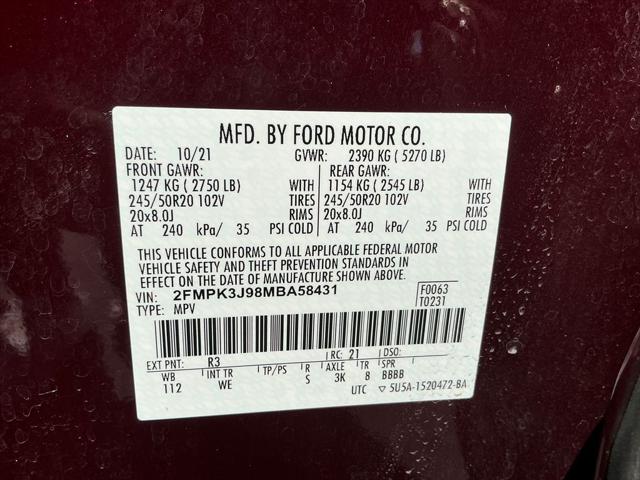 MFD. BY FORD MOTOR CO.
DATE: 10/21 GVWR: 2390 KG ( 5270 LB)
FRONT GAWR: REAR GAWR:
1247 KG ( 2750 LB) WITH 1154 KG ( 2545 LB) WITH
245/50R20 102V TIRES 245/50R20 102V TIRES
20x8.0J RIMS 20x8.0J RIMS
AT 240 kPa/ 35 PSI COLD AT 240 kPa/ 35 PSI COLD
THIS VEHICLE CONFORMS TO ALL APPLICABLE FEDERAL MOTOR
VEHICLE SAFETY AND THEFT PREVENTION STANDARDS IN
EFFECT ON THE DATE OF MANUFACTURE SHOWN ABOVE.
VIN: 2FMPK3J98MBA58431 F0063
TYPE: MPV T0231
EXT PNT: R3 RC: 21 DSO:
WB INT TR TP/PS R AXLE TR SPR
112 WE S 3K 8 BBBB
UTC ▽ 5U5A-1520472-BA